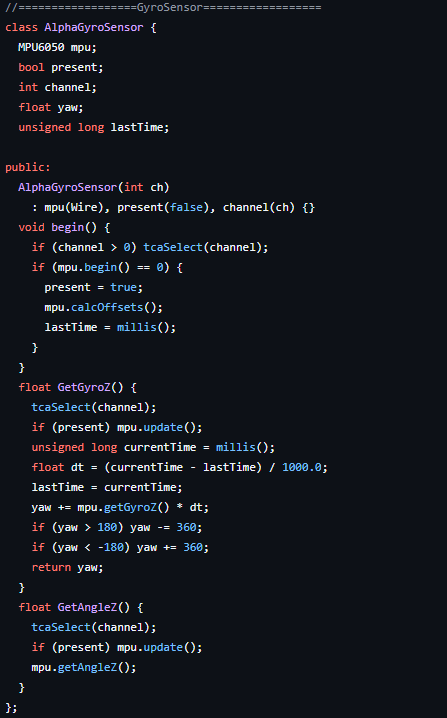 //==================GyroSensor==================
class AlphaGyroSensor {
  MPU6050 mpu;
  bool present;
  int channel;
  float yaw;
  unsigned long lastTime;

public:
  AlphaGyroSensor(int ch)
    : mpu(Wire), present(false), channel(ch) {}
  void begin() {
    if (channel > 0) tcaSelect(channel);
    if (mpu.begin() == 0) {
      present = true;
      mpu.calcOffsets();
      lastTime = millis();
    }
  }
  float GetGyroZ() {
    tcaSelect(channel);
    if (present) mpu.update();
    unsigned long currentTime = millis();
    float dt = (currentTime - lastTime) / 1000.0;
    lastTime = currentTime;
    yaw += mpu.getGyroZ() * dt;
    if (yaw > 180) yaw -= 360;
    if (yaw < -180) yaw += 360;
    return yaw;
  }
  float GetAngleZ() {
    tcaSelect(channel);
    if (present) mpu.update();
    mpu.getAngleZ();
  }
};